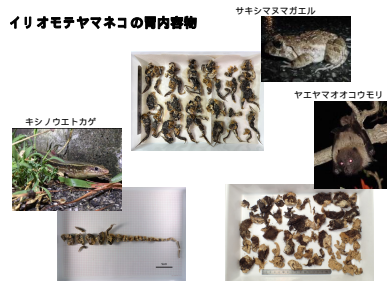 イリオモテヤマネコの胃内容物
サキシマヌマガエル
ヤエヤマオオコウモリ
キシノウエトカゲ